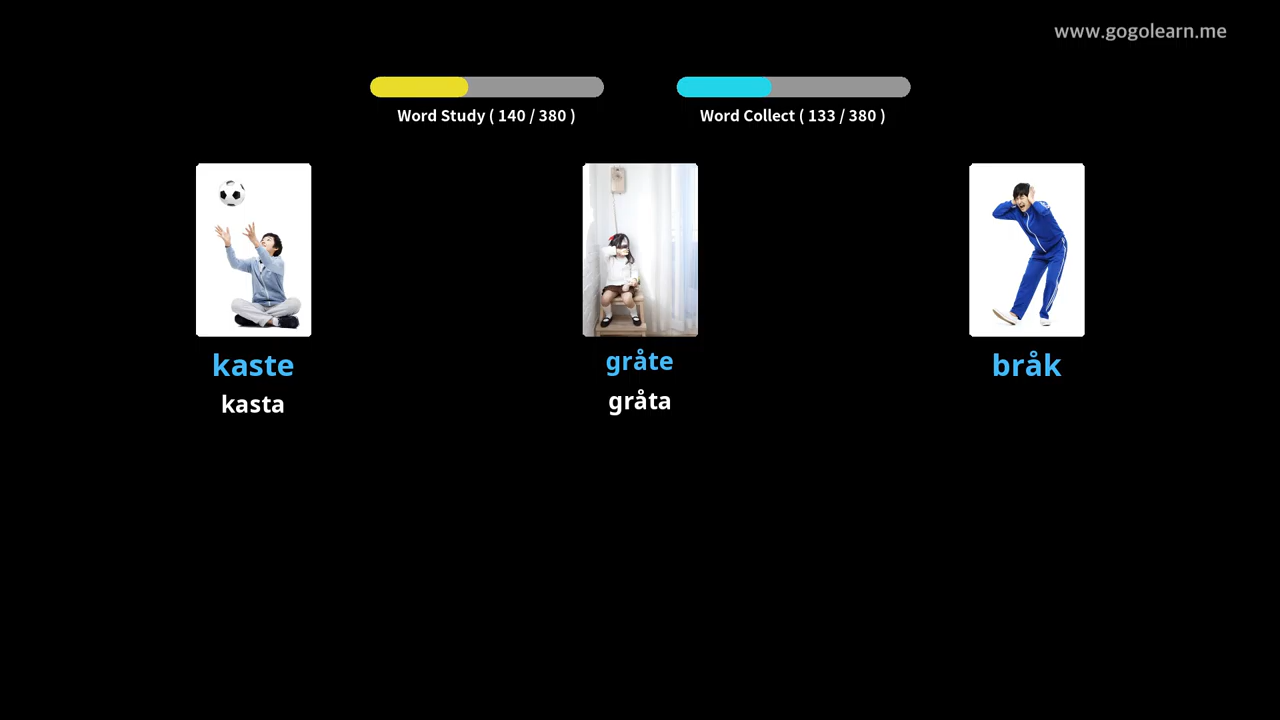 www.gogolearn.me
Word Study ( 140 / 380 )
Word Collect ( 133 / 380 )
kaste
kasta
gråte
gråta
bråk